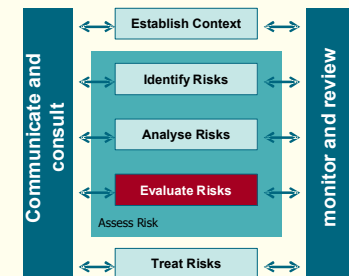 Communicate and
consult
Establish Context
Identify Risks
Analyse Risks
Evaluate Risks
Assess Risk
Treat Risks
monitor and review